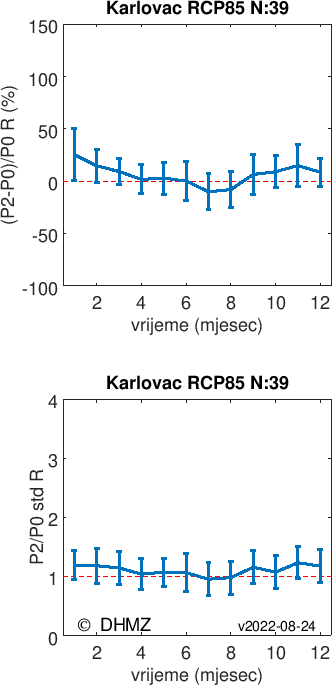 Karlovac RCP85 N:39
(P2-P0)/P0 R (%)
150
100
50
0
-50
-100
2 4 6 8 10 12
vrijeme (mjesec)
Karlovac RCP85 N:39
P2/P0 std R
4
3
2
1
0
© DHMZ
v2022-08-24
2 4 6 8 10 12
vrijeme (mjesec)